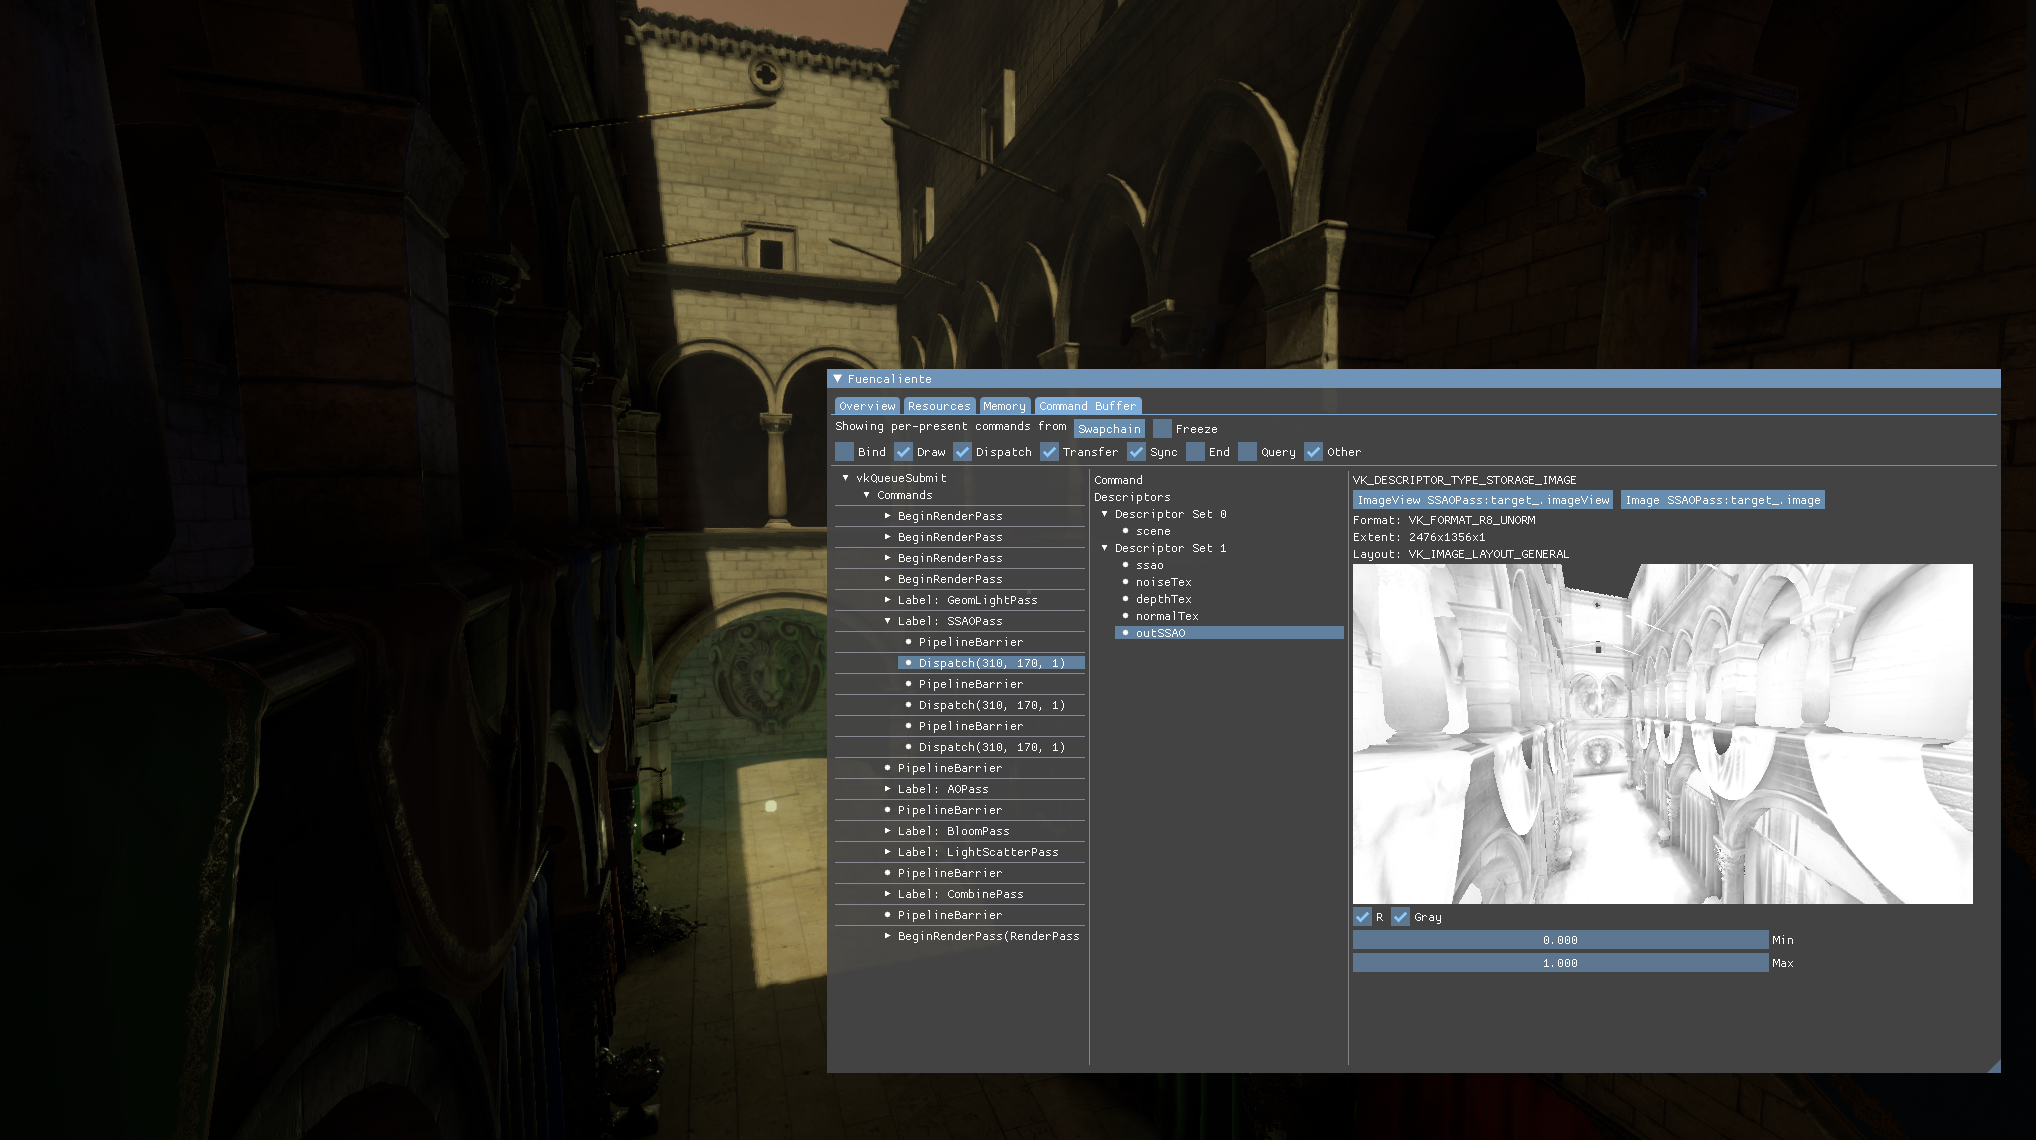 Fuencaliente
Overview Resources Memory Command Buffer
Showing per-present commands from Swapchain Freeze
Bind Draw Dispatch Transfer Sync End Query Other
vkQueueSubmit
Commands
BeginRenderPass
BeginRenderPass
BeginRenderPass
BeginRenderPass
Label: GeomLightPass
Label: SSAOPass
PipelineBarrier
Dispatch(310, 170, 1)
PipelineBarrier
Dispatch(310, 170, 1)
PipelineBarrier
Dispatch(310, 170, 1)
PipelineBarrier
Label: AOPass
PipelineBarrier
Label: BloomPass
Label: LightScatterPass
PipelineBarrier
Label: CombinePass
PipelineBarrier
BeginRenderPass(RenderPass
Command
Descriptors
Descriptor Set 0
scene
Descriptor Set 1
ssao
noiseTex
depthTex
normalTex
outSSAO
VK_DESCRIPTOR_TYPE_STORAGE_IMAGE
ImageView SSAOPass:target_.imageView Image SSAOPass:target_.image
Format: VK_FORMAT_R8_UNORM
Extent: 2476x1356x1
Layout: VK_IMAGE_LAYOUT_GENERAL
R Gray
0.000 Min
1.000 Max